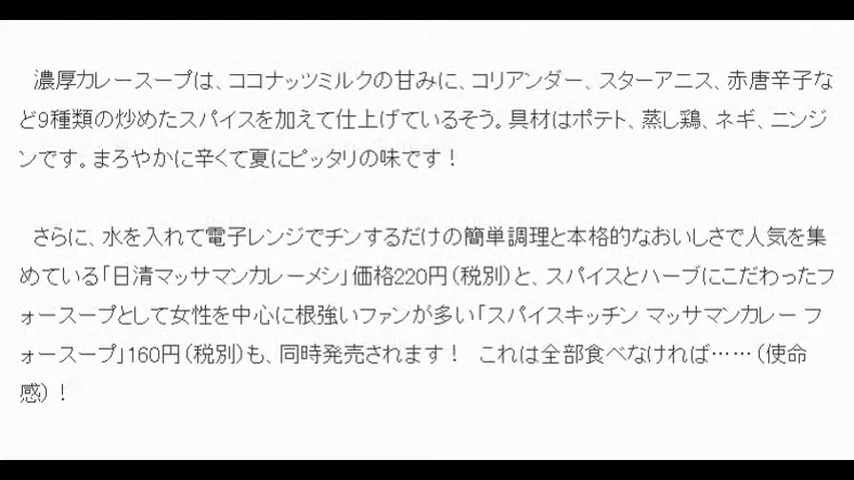 濃厚カレースープは、ココナッツミルクの甘みに、コリアンダー、スターアニス、赤唐辛子な
ど9種類の炒めたスパイスを加えて仕上げているそう。具材はポテト、蒸し鶏、ネギ、ニンジ
ンです。まろやかに辛くて夏にピッタリの味です！
さらに、水を入れて電子レンジでチンするだけの簡単調理と本格的なおいしさで人気を集
めている「日清マッサマンカレーメシ」価格220円(税別)と、スパイスとハーブにこだわったフ
ォースープとして女性を中心に根強いファンが多い「スパイスキッチン マッサマンカレー フ
ォースープ」160円(税別)も、同時発売されます！　これは全部食べなければ……(使命
感)！